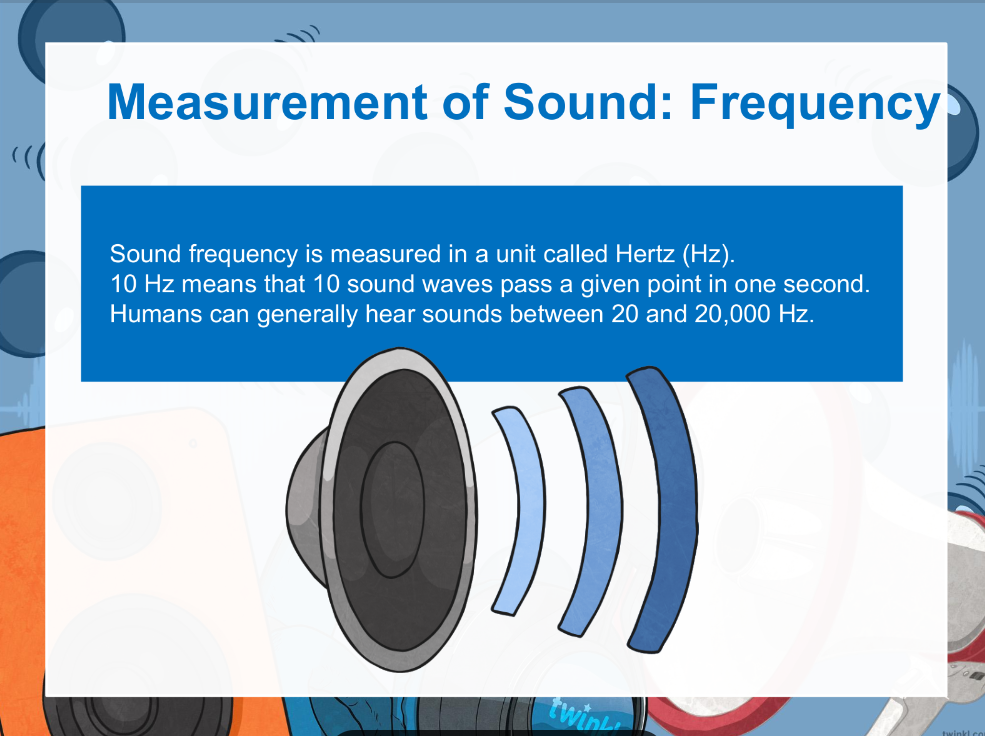 Measurement of Sound: Frequency
Sound frequency is measured in a unit called Hertz (Hz).
10 Hz means that 10 sound waves pass a given point in one second.
Humans can generally hear sounds between 20 and 20,000 Hz.
twinkl
twinkl.co